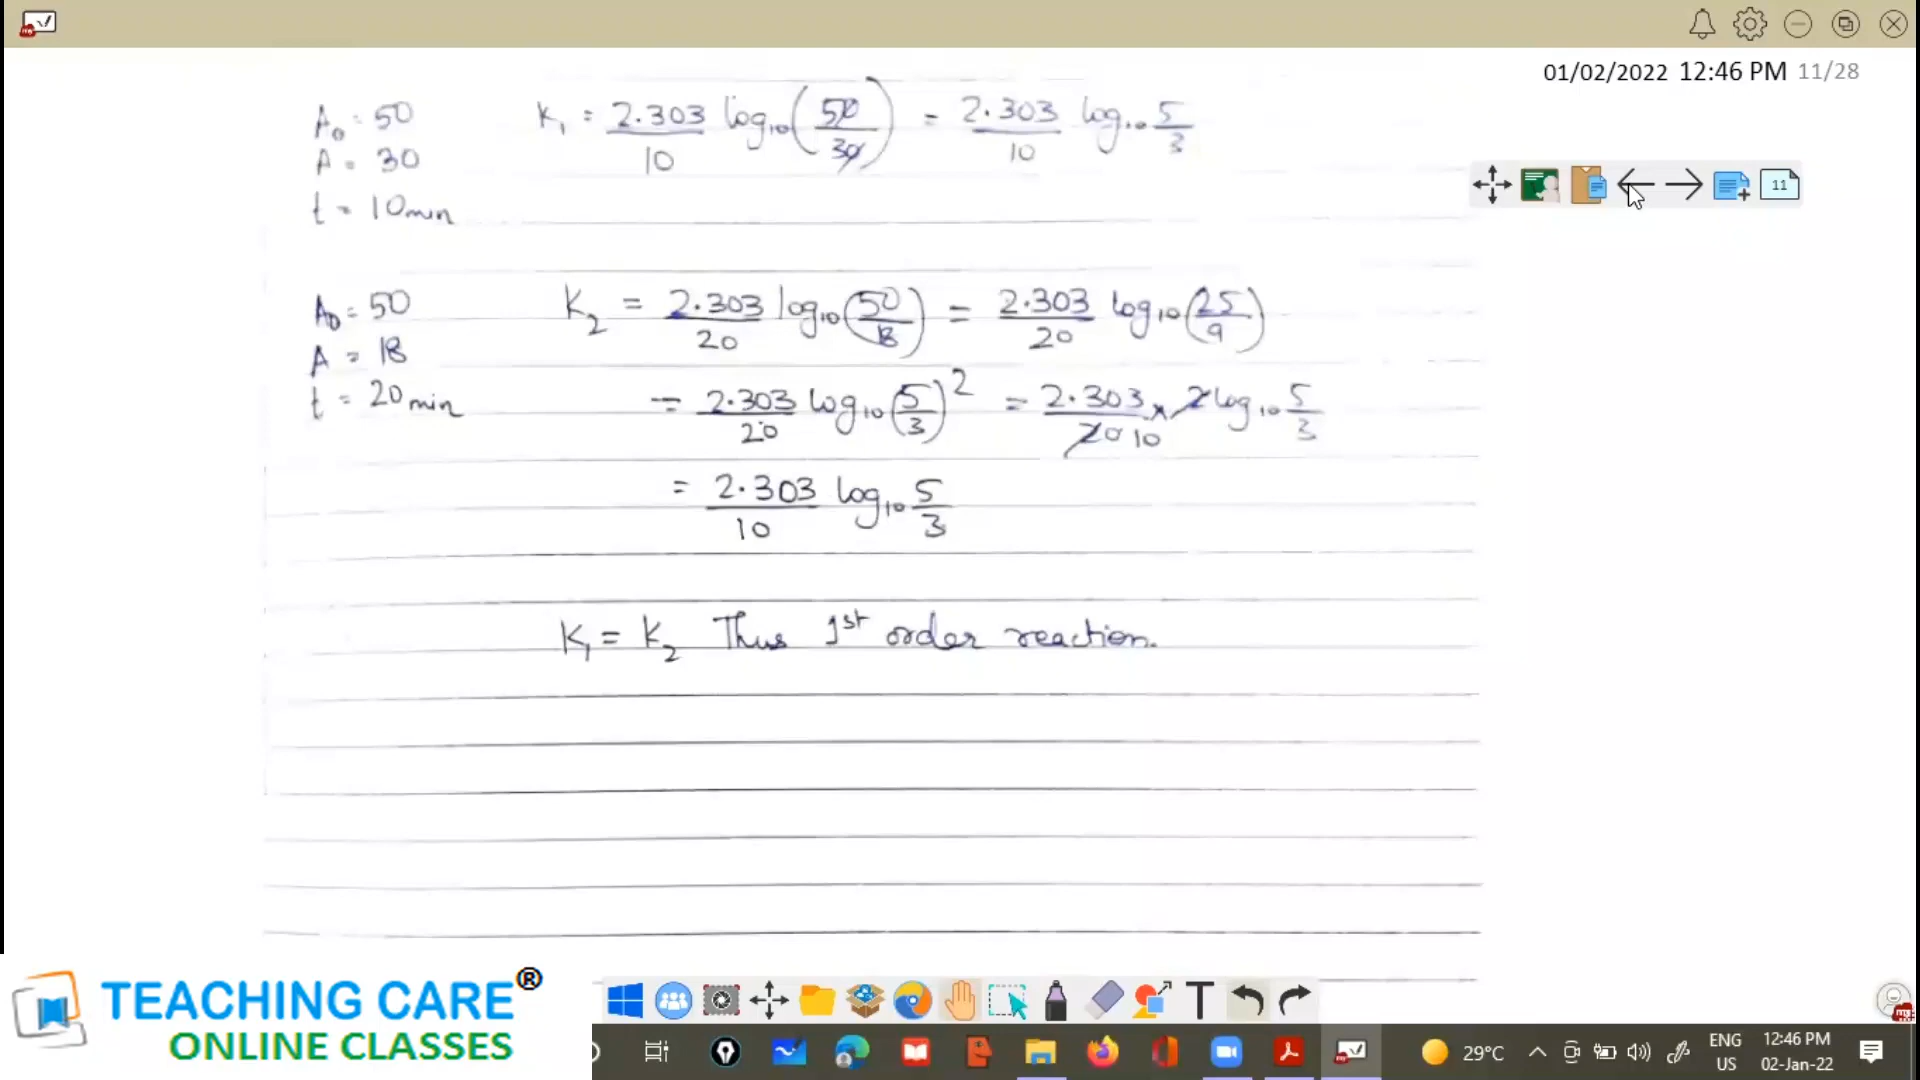 01/02/2022 12:46 PM 11/28
A₀ = 50
A = 30
t = 10 min
K₁ = 2.303/10 log₁₀(50/30) = 2.303/10 log₁₀ 5/3
11
A₀ = 50
A = 18
t = 20 min
K₂ = 2.303/20 log₁₀(50/18) = 2.303/20 log₁₀(25/9)
= 2.303/20 log₁₀(5/3)² = 2.303/20 10 × 2 log₁₀ 5/3
= 2.303/10 log₁₀ 5/3
K₁ = K₂ Thus 1st order reaction.
TEACHING CARE®
ONLINE CLASSES
T
29°C
ENG
US
12:46 PM
02-Jan-22